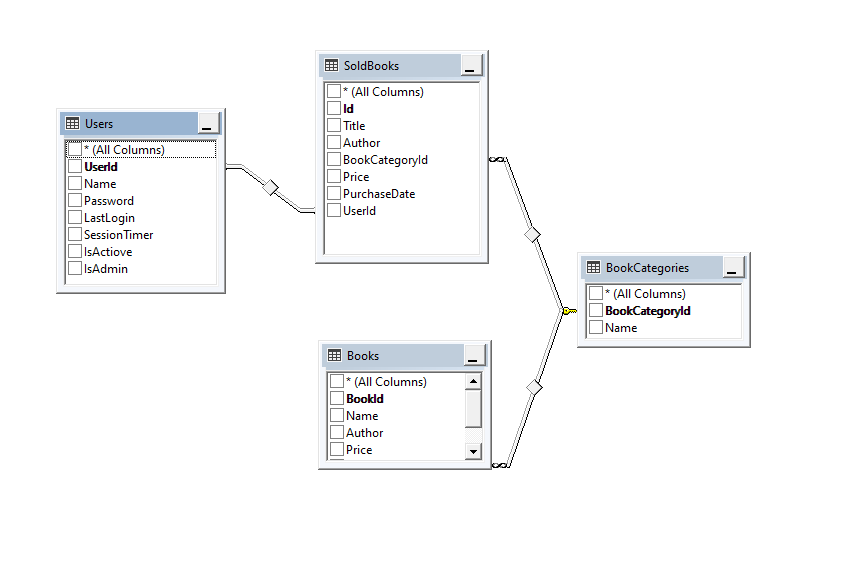 Users
* (All Columns)
UserId
Name
Password
LastLogin
SessionTimer
IsActiove
IsAdmin
SoldBooks
* (All Columns)
Id
Title
Author
BookCategoryId
Price
PurchaseDate
UserId
Books
* (All Columns)
BookId
Name
Author
Price
BookCategories
* (All Columns)
BookCategoryId
Name